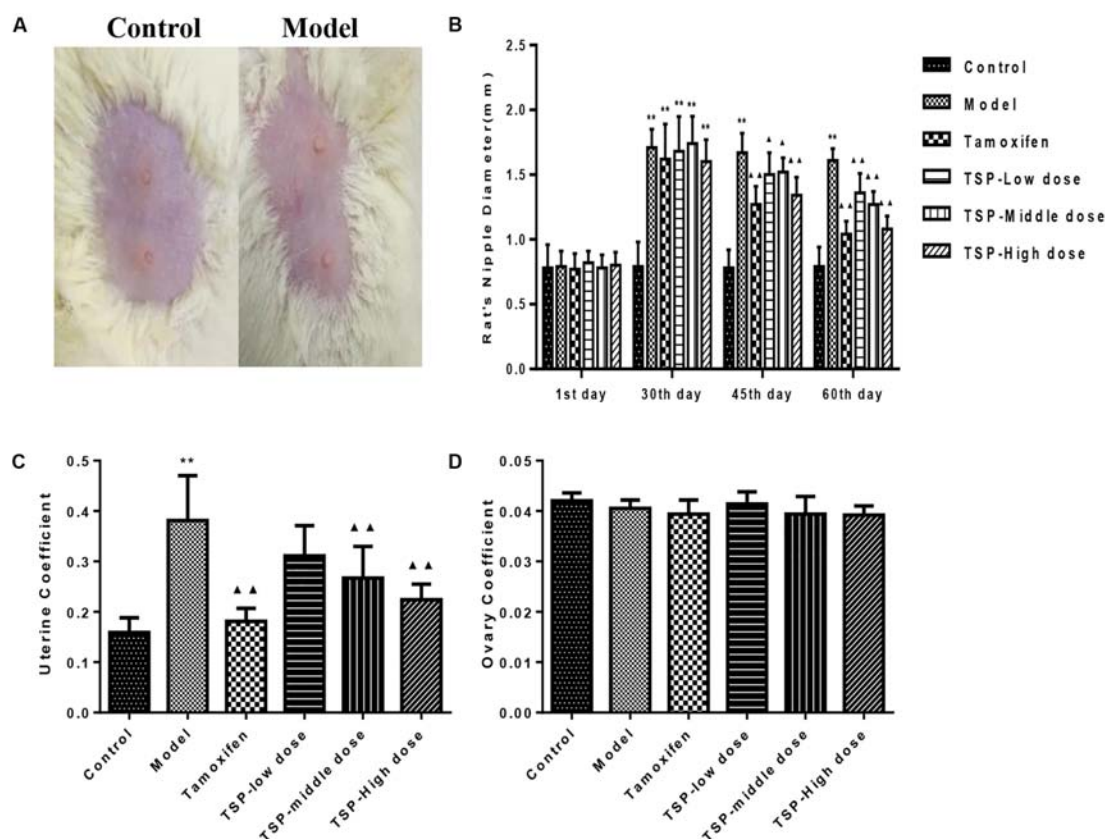 A
Control Model
B
Rat's Nipple Diameter(mm)
2.5
2.0
1.5
1.0
0.5
0.0
** ** ** ** **
** ▲▲ ▲ ▲ ▲▲
** ▲▲ ▲▲ ▲▲ ▲▲
1st day 30th day 45th day 60th day
Control
Model
Tamoxifen
TSP-Low dose
TSP-Middle dose
TSP-High dose
C
Uterine Coefficient
0.5
0.4
0.3
0.2
0.1
0.0
** ▲▲ ▲▲ ▲▲
Control
Model
Tamoxifen
TSP-low dose
TSP-middle dose
TSP-High dose
D
Ovary Coefficient
0.05
0.04
0.03
0.02
0.01
0.00
Control
Model
Tamoxifen
TSP-low dose
TSP-middle dose
TSP-High dose